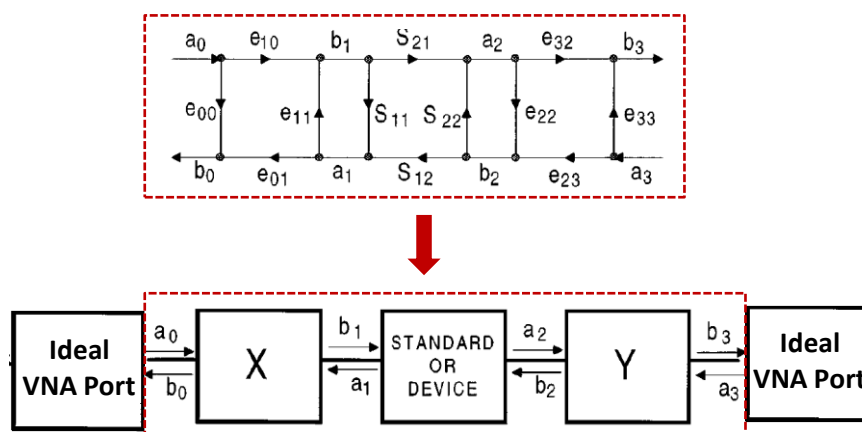 a0 e10 b1 S21 a2 e32 b3
e00 e11 S11 S22 e22 e33
b0 e01 a1 S12 b2 e23 a3
Ideal
VNA Port
a0
b0
X
b1
a1
STANDARD
OR
DEVICE
a2
b2
Y
b3
a3
Ideal
VNA Port